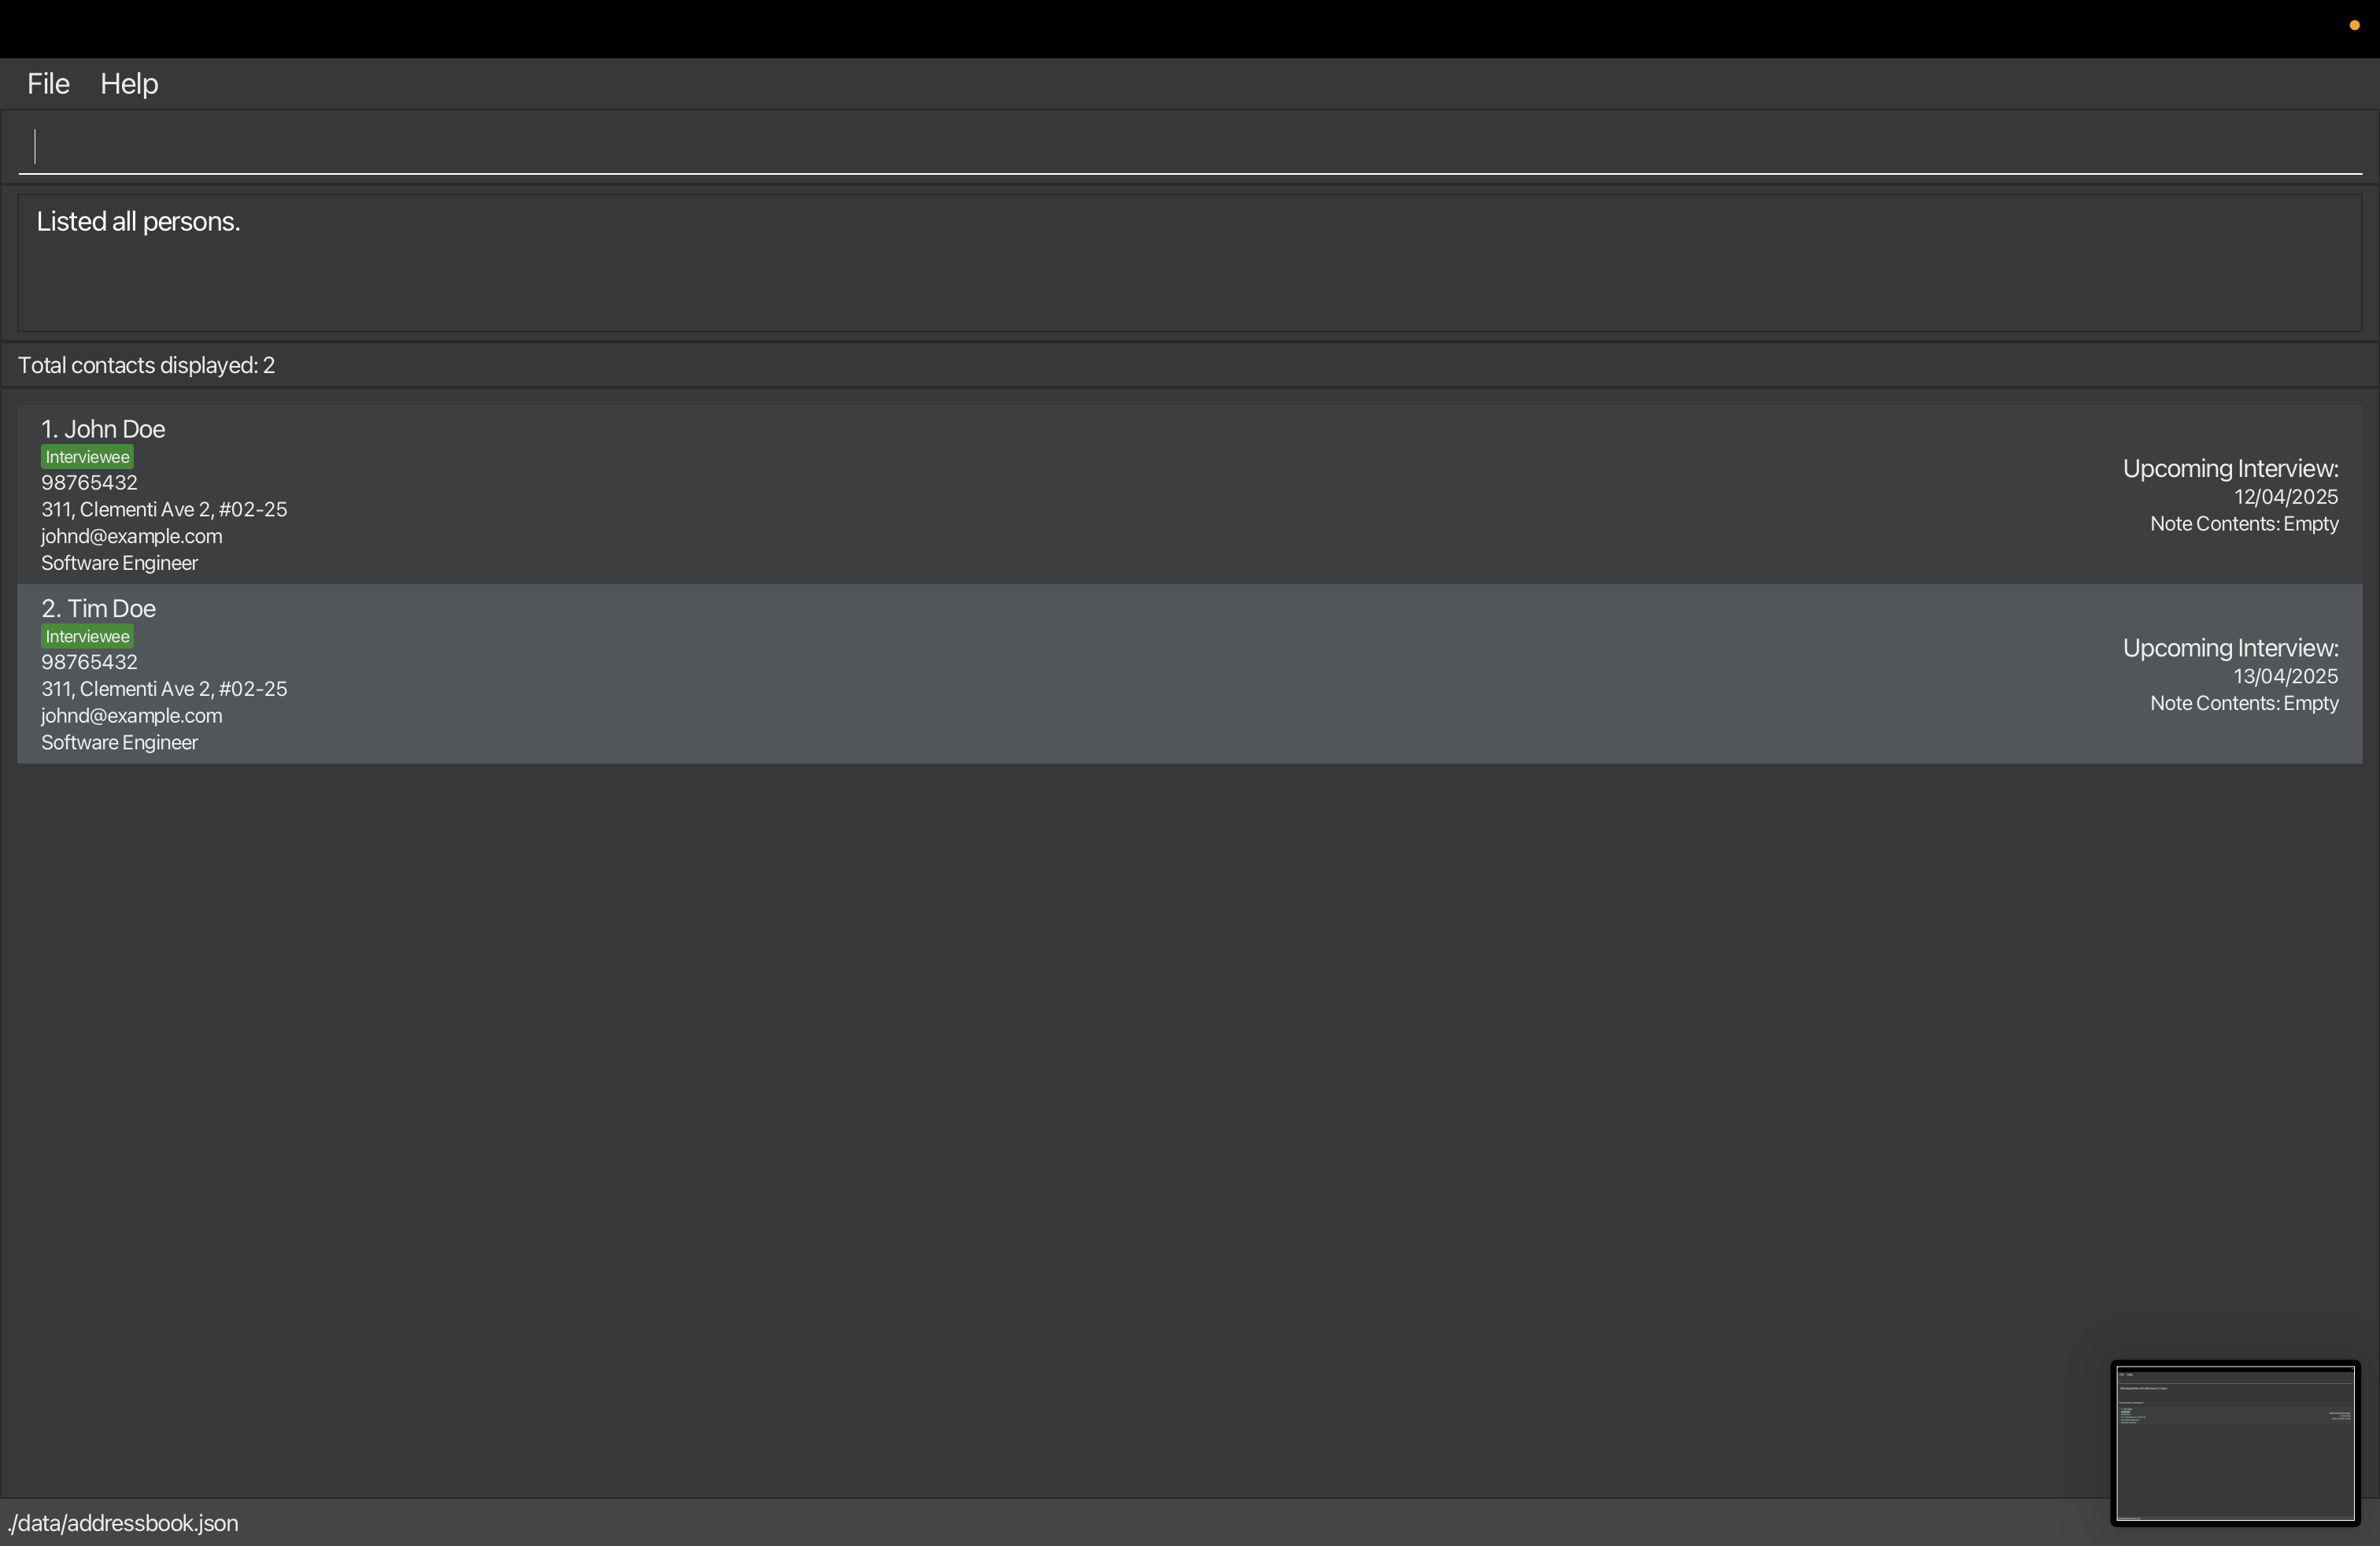 File Help
Listed all persons.
Total contacts displayed: 2
1. John Doe
Interviewee
98765432
311, Clementi Ave 2, #02-25
johnd@example.com
Software Engineer
Upcoming Interview:
12/04/2025
Note Contents: Empty
2. Tim Doe
Interviewee
98765432
311, Clementi Ave 2, #02-25
johnd@example.com
Software Engineer
Upcoming Interview:
13/04/2025
Note Contents: Empty
./data/addressbook.json